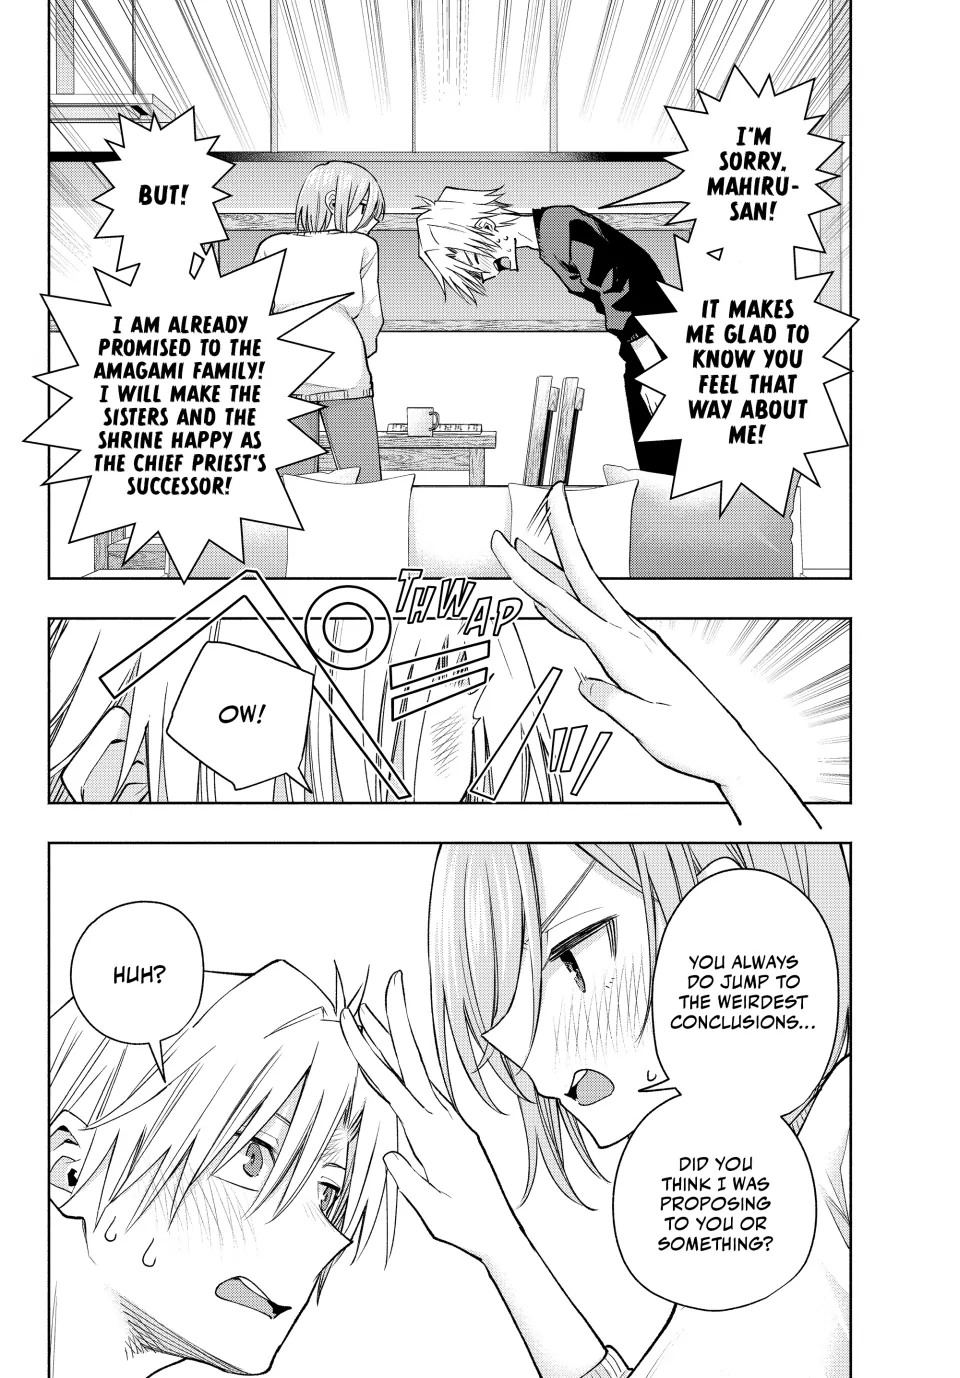 I'M
SORRY,
MAHIRU-
SAN!
IT MAKES
ME GLAD TO
KNOW YOU
FEEL THAT
WAY ABOUT
ME!
BUT!
I AM ALREADY
PROMISED TO THE
AMAGAMI FAMILY!
I WILL MAKE THE
SISTERS AND THE
SHRINE HAPPY AS
THE CHIEF PRIEST'S
SUCCESSOR!
THWAP
ペシ
OW!
YOU ALWAYS
DO JUMP TO
THE WEIRDEST
CONCLUSIONS...
HUH?
DID YOU
THINK I WAS
PROPOSING
TO YOU OR
SOMETHING?